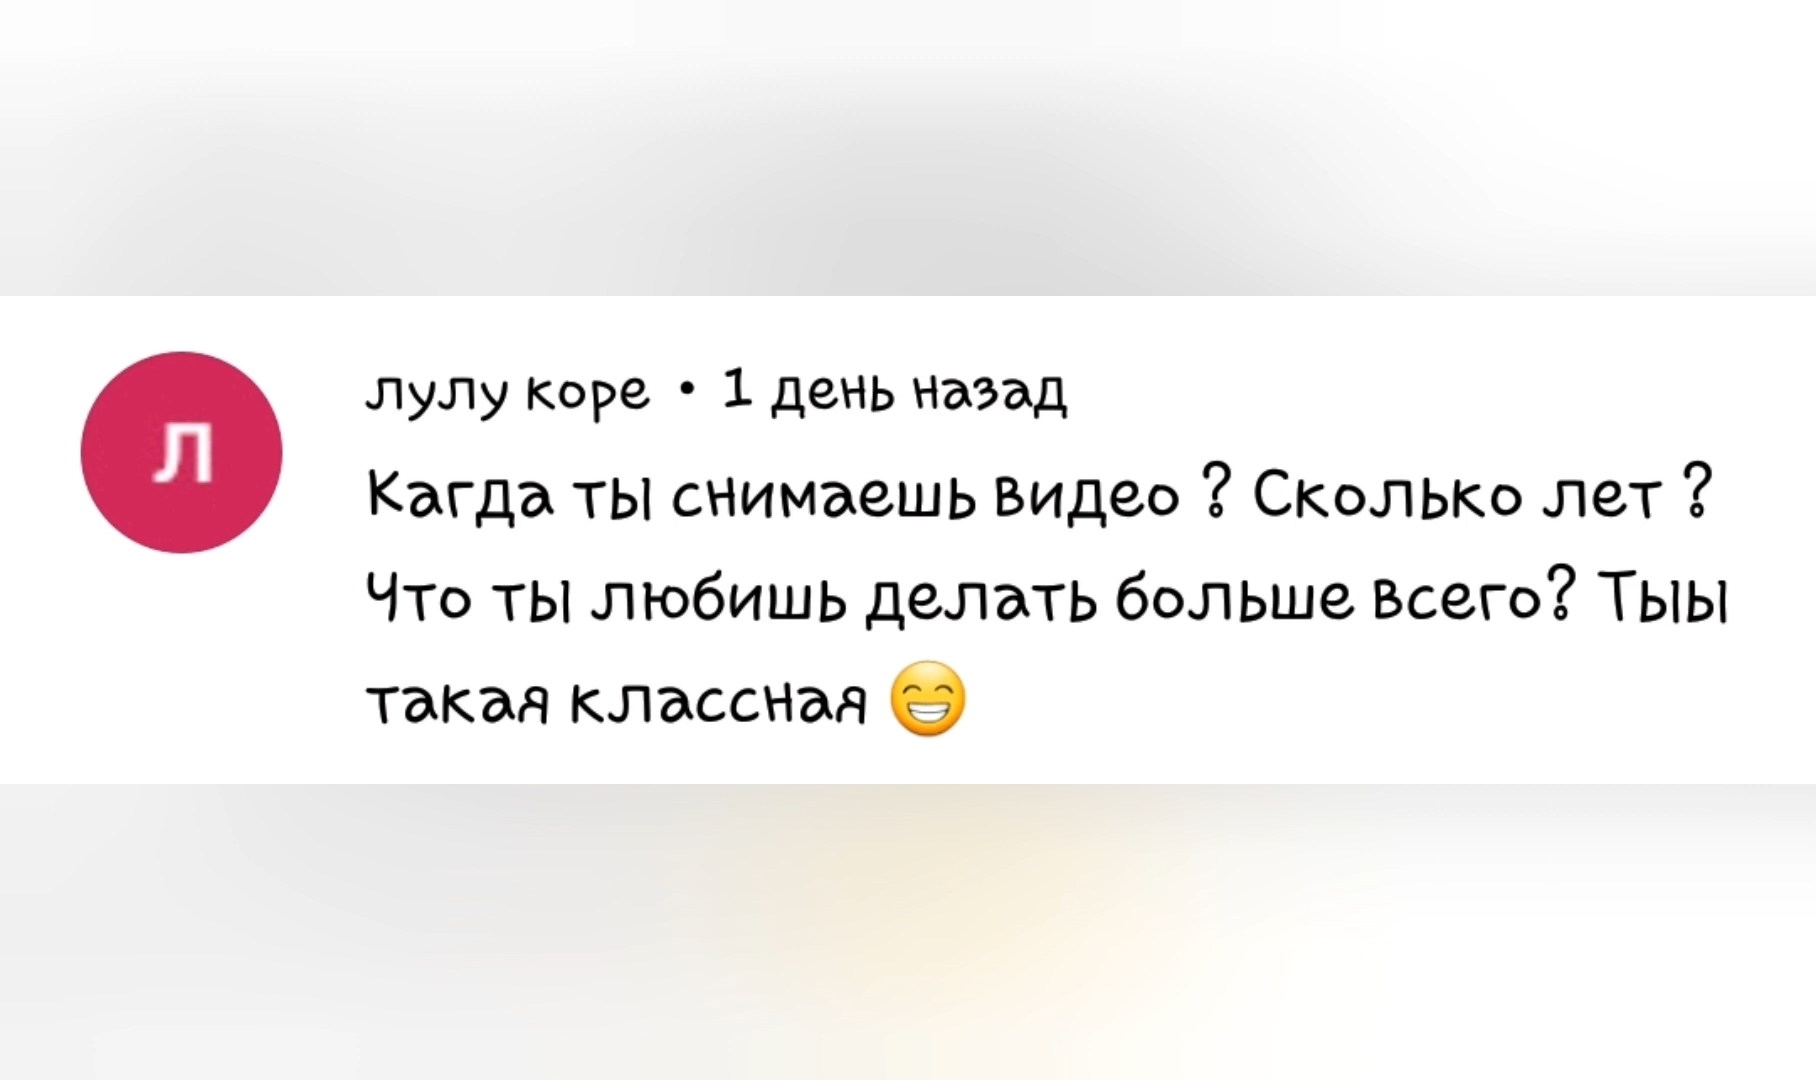 Л
лулу коре • 1 день назад
Кагда ты снимаешь видео ? Сколько лет ?
Что ты любишь делать больше всего? Тыы
такая классная 😁